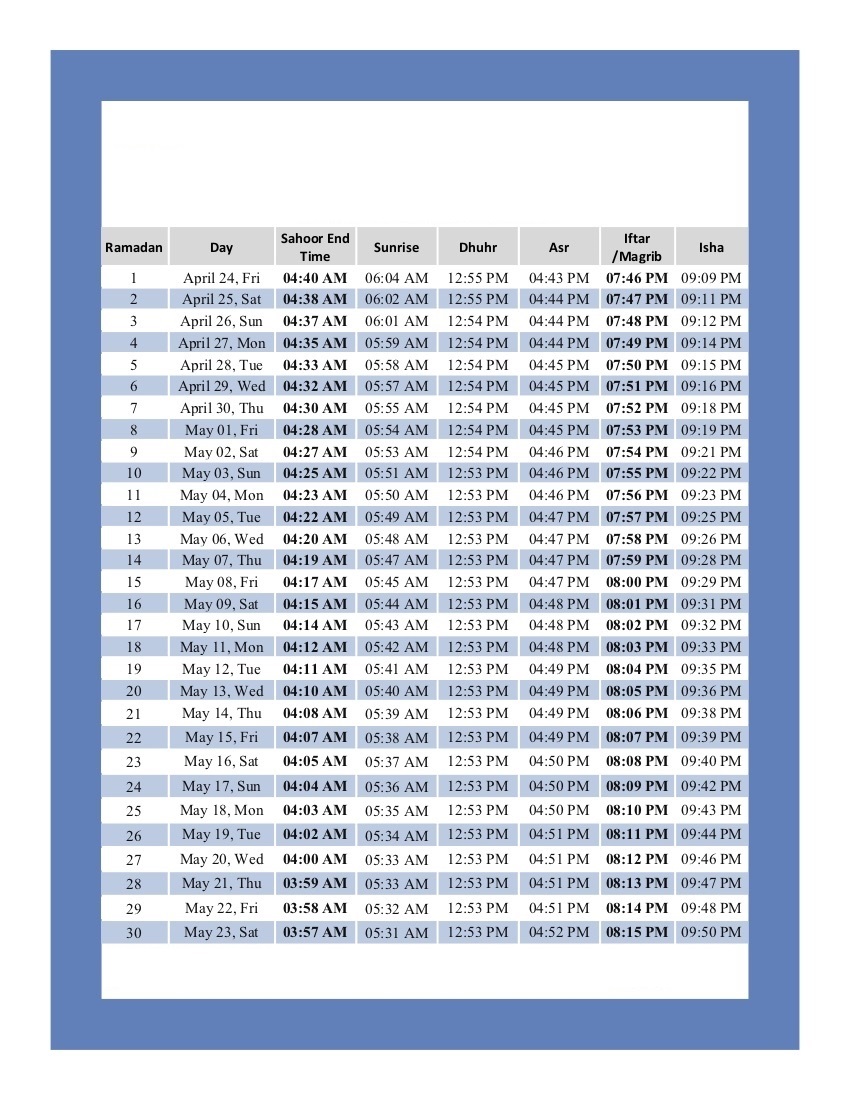 Ramadan Day Sahoor End Time Sunrise Dhuhr Asr Iftar /Magrib Isha
1 April 24, Fri 04:40 AM 06:04 AM 12:55 PM 04:43 PM 07:46 PM 09:09 PM
2 April 25, Sat 04:38 AM 06:02 AM 12:55 PM 04:44 PM 07:47 PM 09:11 PM
3 April 26, Sun 04:37 AM 06:01 AM 12:54 PM 04:44 PM 07:48 PM 09:12 PM
4 April 27, Mon 04:35 AM 05:59 AM 12:54 PM 04:44 PM 07:49 PM 09:14 PM
5 April 28, Tue 04:33 AM 05:58 AM 12:54 PM 04:45 PM 07:50 PM 09:15 PM
6 April 29, Wed 04:32 AM 05:57 AM 12:54 PM 04:45 PM 07:51 PM 09:16 PM
7 April 30, Thu 04:30 AM 05:55 AM 12:54 PM 04:45 PM 07:52 PM 09:18 PM
8 May 01, Fri 04:28 AM 05:54 AM 12:54 PM 04:45 PM 07:53 PM 09:19 PM
9 May 02, Sat 04:27 AM 05:53 AM 12:54 PM 04:46 PM 07:54 PM 09:21 PM
10 May 03, Sun 04:25 AM 05:51 AM 12:53 PM 04:46 PM 07:55 PM 09:22 PM
11 May 04, Mon 04:23 AM 05:50 AM 12:53 PM 04:46 PM 07:56 PM 09:23 PM
12 May 05, Tue 04:22 AM 05:49 AM 12:53 PM 04:47 PM 07:57 PM 09:25 PM
13 May 06, Wed 04:20 AM 05:48 AM 12:53 PM 04:47 PM 07:58 PM 09:26 PM
14 May 07, Thu 04:19 AM 05:47 AM 12:53 PM 04:47 PM 07:59 PM 09:28 PM
15 May 08, Fri 04:17 AM 05:45 AM 12:53 PM 04:47 PM 08:00 PM 09:29 PM
16 May 09, Sat 04:15 AM 05:44 AM 12:53 PM 04:48 PM 08:01 PM 09:31 PM
17 May 10, Sun 04:14 AM 05:43 AM 12:53 PM 04:48 PM 08:02 PM 09:32 PM
18 May 11, Mon 04:12 AM 05:42 AM 12:53 PM 04:48 PM 08:03 PM 09:33 PM
19 May 12, Tue 04:11 AM 05:41 AM 12:53 PM 04:49 PM 08:04 PM 09:35 PM
20 May 13, Wed 04:10 AM 05:40 AM 12:53 PM 04:49 PM 08:05 PM 09:36 PM
21 May 14, Thu 04:08 AM 05:39 AM 12:53 PM 04:49 PM 08:06 PM 09:38 PM
22 May 15, Fri 04:07 AM 05:38 AM 12:53 PM 04:49 PM 08:07 PM 09:39 PM
23 May 16, Sat 04:05 AM 05:37 AM 12:53 PM 04:50 PM 08:08 PM 09:40 PM
24 May 17, Sun 04:04 AM 05:36 AM 12:53 PM 04:50 PM 08:09 PM 09:42 PM
25 May 18, Mon 04:03 AM 05:35 AM 12:53 PM 04:50 PM 08:10 PM 09:43 PM
26 May 19, Tue 04:02 AM 05:34 AM 12:53 PM 04:51 PM 08:11 PM 09:44 PM
27 May 20, Wed 04:00 AM 05:33 AM 12:53 PM 04:51 PM 08:12 PM 09:46 PM
28 May 21, Thu 03:59 AM 05:33 AM 12:53 PM 04:51 PM 08:13 PM 09:47 PM
29 May 22, Fri 03:58 AM 05:32 AM 12:53 PM 04:51 PM 08:14 PM 09:48 PM
30 May 23, Sat 03:57 AM 05:31 AM 12:53 PM 04:52 PM 08:15 PM 09:50 PM